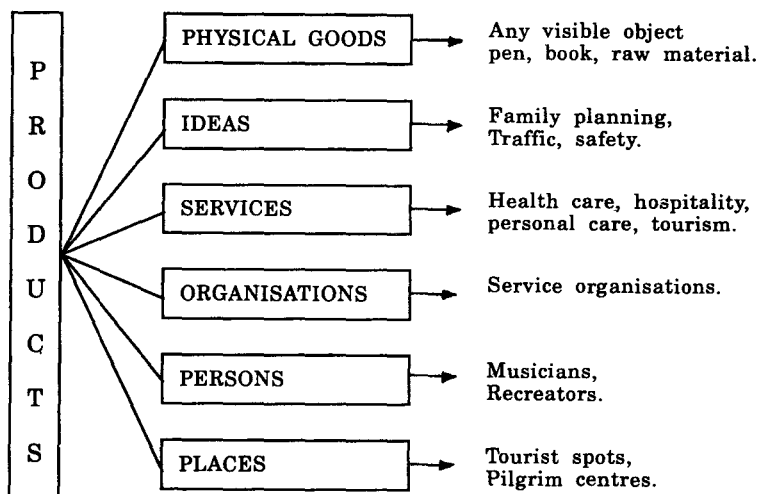 PRODUCTS
PHYSICAL GOODS
Any visible object
pen, book, raw material.
IDEAS
Family planning,
Traffic, safety.
SERVICES
Health care, hospitality,
personal care, tourism.
ORGANISATIONS
Service organisations.
PERSONS
Musicians,
Recreators.
PLACES
Tourist spots,
Pilgrim centres.